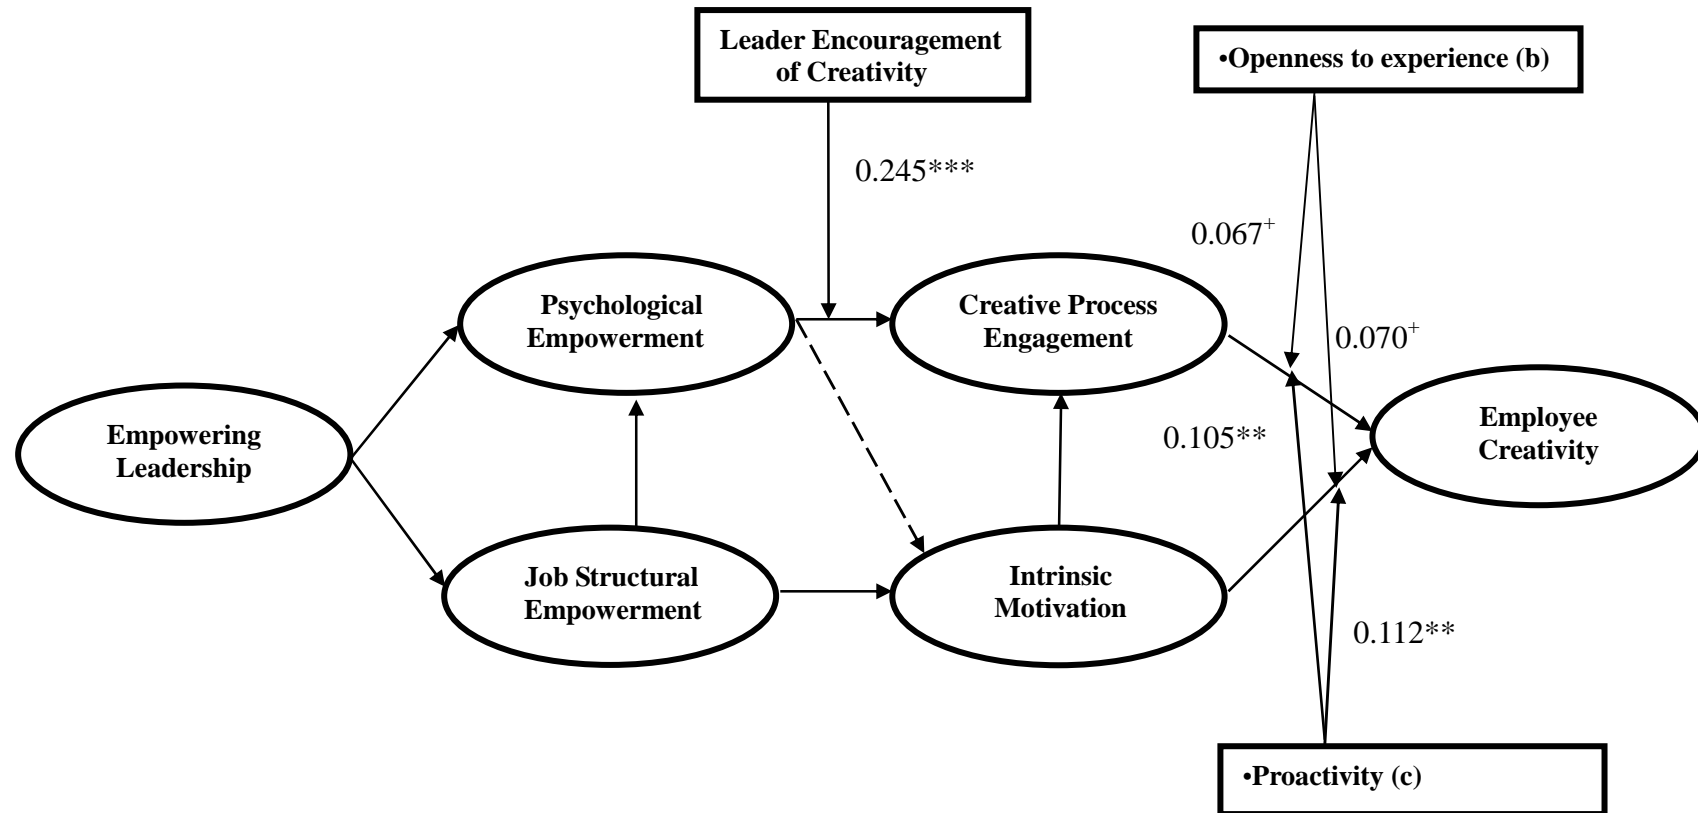 Leader Encouragement
of Creativity
•Openness to experience (b)
0.245***
0.067+
Psychological
Empowerment
Creative Process
Engagement
0.070+
Empowering
Leadership
0.105**
Employee
Creativity
Job Structural
Empowerment
Intrinsic
Motivation
0.112**
•Proactivity (c)